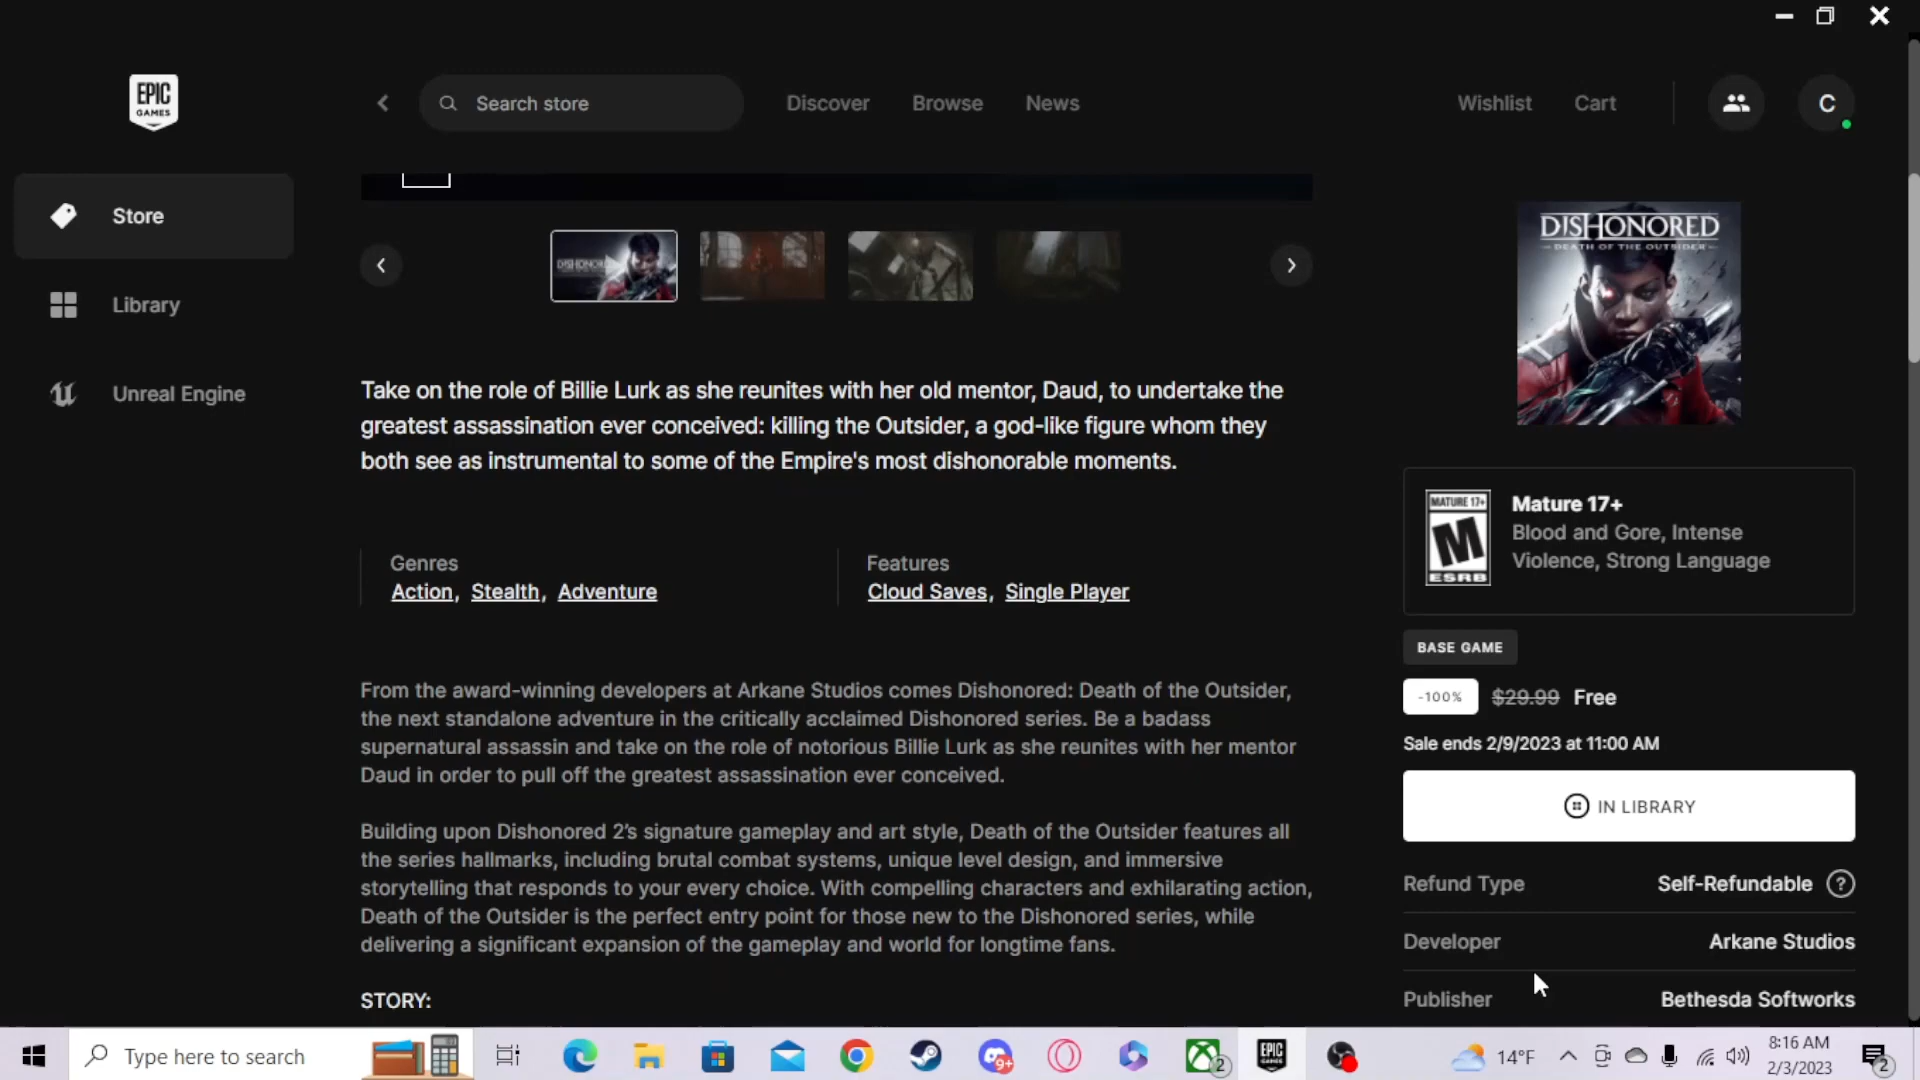 EPIC
GAMES
Search store
Discover
Browse
News
Wishlist
Cart
C
Store
Library
Unreal Engine
DISHONORED
DEATH OF THE OUTSIDER
Take on the role of Billie Lurk as she reunites with her old mentor, Daud, to undertake the
greatest assassination ever conceived: killing the Outsider, a god-like figure whom they
both see as instrumental to some of the Empire's most dishonorable moments.
Genres
Action, Stealth, Adventure
Features
Cloud Saves, Single Player
From the award-winning developers at Arkane Studios comes Dishonored: Death of the Outsider,
the next standalone adventure in the critically acclaimed Dishonored series. Be a badass
supernatural assassin and take on the role of notorious Billie Lurk as she reunites with her mentor
Daud in order to pull off the greatest assassination ever conceived.
Building upon Dishonored 2's signature gameplay and art style, Death of the Outsider features all
the series hallmarks, including brutal combat systems, unique level design, and immersive
storytelling that responds to your every choice. With compelling characters and exhilarating action,
Death of the Outsider is the perfect entry point for those new to the Dishonored series, while
delivering a significant expansion of the gameplay and world for longtime fans.
STORY:
MATURE 17+
M
ESRB
Mature 17+
Blood and Gore, Intense
Violence, Strong Language
BASE GAME
-100% $29.99 Free
Sale ends 2/9/2023 at 11:00 AM
IN LIBRARY
Refund Type Self-Refundable ?
Developer Arkane Studios
Publisher Bethesda Softworks
Type here to search
9+
2
EPIC
GAMES
14°F
8:16 AM
2/3/2023
2